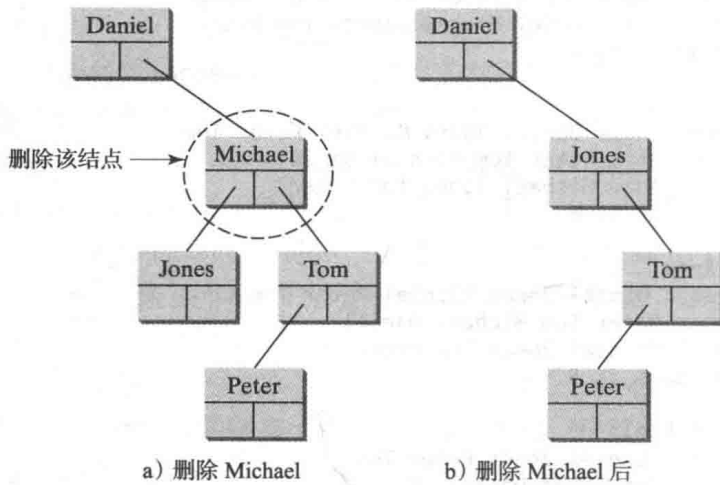 Daniel
Michael
删除该结点
Jones
Tom
Peter
a）删除 Michael
Daniel
Jones
Tom
Peter
b）删除 Michael 后